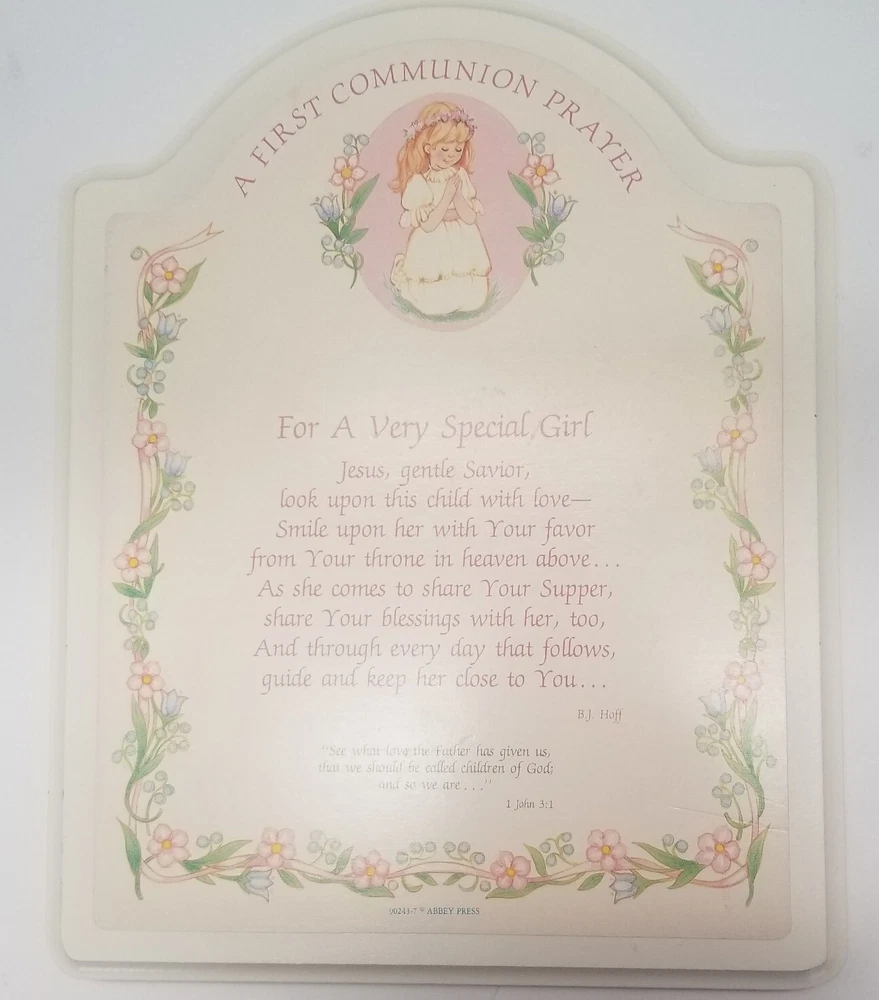 A FIRST COMMUNION PRAYER
For A Very Special Girl
Jesus, gentle Savior,
look upon this child with love—
Smile upon her with Your favor
from Your throne in heaven above...
As she comes to share Your Supper,
share Your blessings with her, too,
And through every day that follows,
guide and keep her close to You...
B.J. Hoff
"See what love the Father has given us,
that we should be called children of God;
and so we are..."
1 John 3:1
90243-7 © ABBEY PRESS